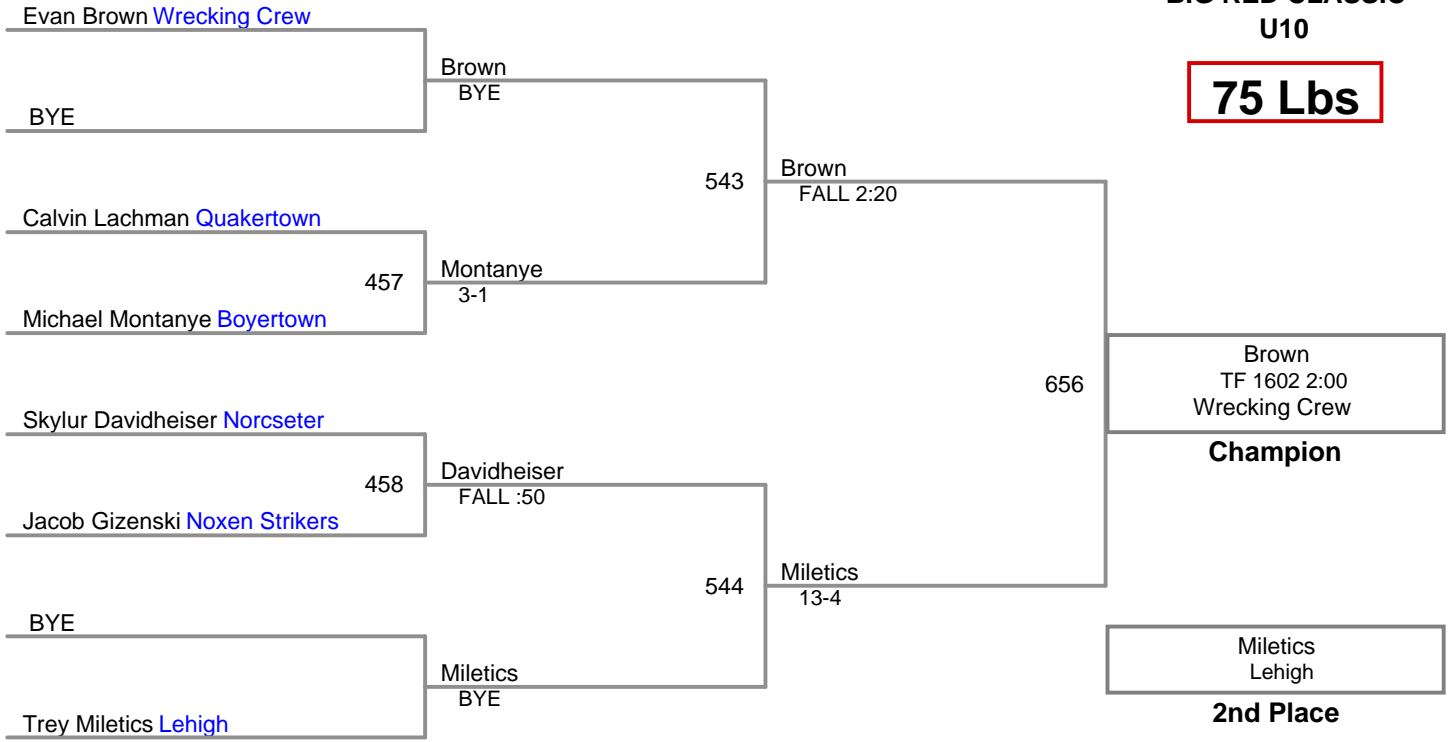 BIG RED CLASSIC
U10
75 Lbs
Evan Brown Wrecking Crew
Brown
BYE
BYE
543
Brown
FALL 2:20
Calvin Lachman Quakertown
457
Montanye
3-1
Michael Montanye Boyertown
656
Brown
TF 1602 2:00
Wrecking Crew
Champion
Skylur Davidheiser Norcseter
458
Davidheiser
FALL :50
Jacob Gizenski Noxen Strikers
544
Miletics
13-4
BYE
Miletics
BYE
Trey Miletics Lehigh
Miletics
Lehigh
2nd Place